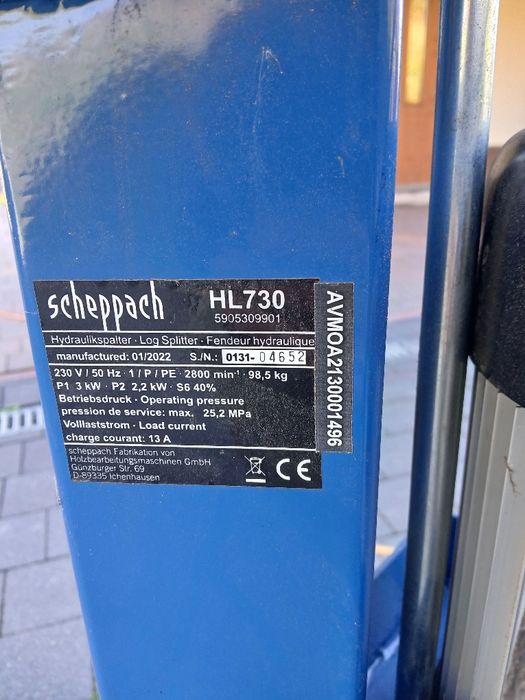 scheppach HL730
5905309901
Hydraulikspalter · Log Splitter · Fendeur hydraulique
manufactured: 01/2022 S./N.: 0131-04652
230 V / 50 Hz · 1 / P / PE · 2800 min⁻¹ · 98,5 kg
P1 3 kW · P2 2,2 kW · S6 40%
Betriebsdruck - Operating pressure
pression de service: max. 25,2 MPa
Volllaststrom - Load current
charge courant: 13 A
scheppach Fabrikation von
Holzbearbeitungsmaschinen GmbH
Günzburger Str. 69
D-89335 Ichenhausen
CE
AVMOA2130001496